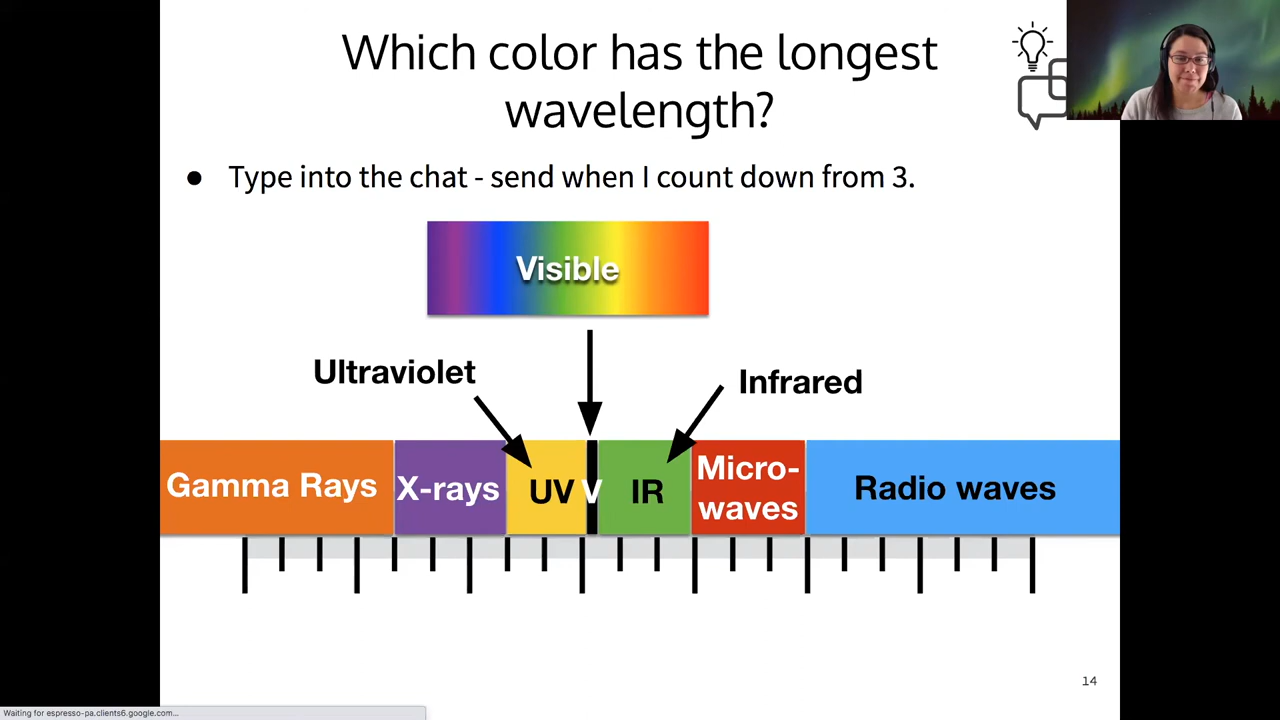 Which color has the longest
wavelength?
● Type into the chat - send when I count down from 3.
Visible
Ultraviolet
Infrared
Gamma Rays
X-rays
UV
V
IR
Micro-
waves
Radio waves
14
Waiting for espresso-pa.clients6.google.com...